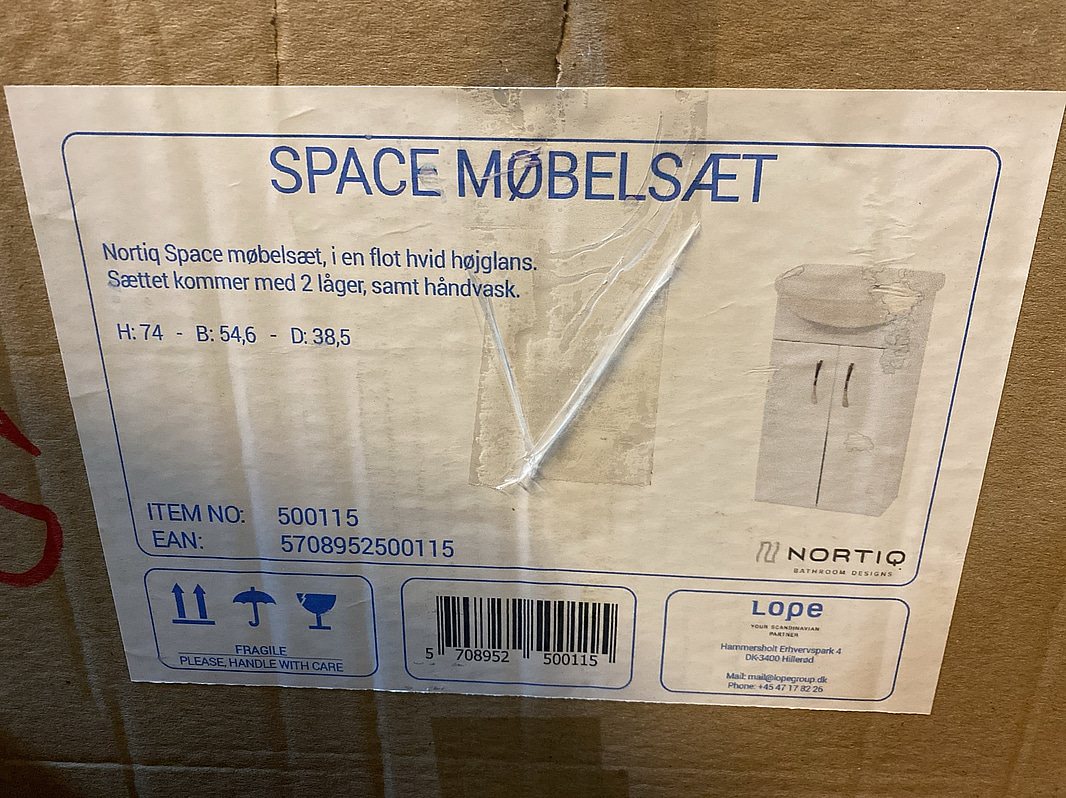 SPACE MØBELSÆT
Nortiq Space møbelsæt, i en flot hvid højglans.
Sættet kommer med 2 låger, samt håndvask.
H: 74 - B: 54,6 - D: 38,5
ITEM NO: 500115
EAN: 5708952500115
NORTIQ
BATHROOM DESIGNS
FRAGILE
PLEASE, HANDLE WITH CARE
5 708952 500115
Lope
YOUR SCANDINAVIAN
PARTNER
Hammersholt Erhvervspark 4
DK-3400 Hillerød
Mail: mail@lopegroup.dk
Phone: +45 47 17 82 26